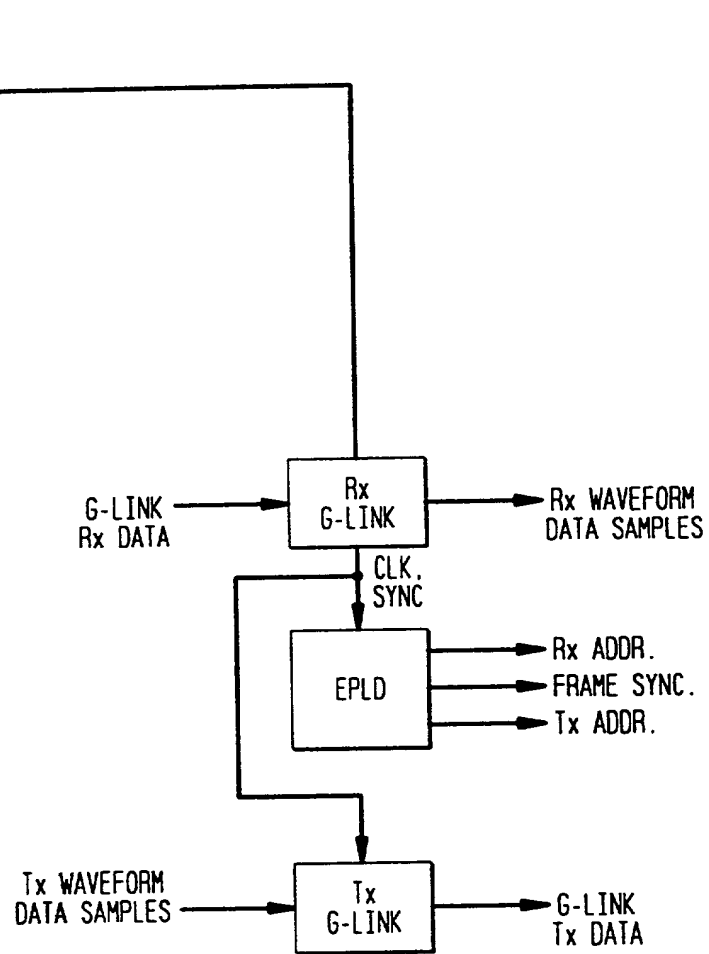 Rx
G-LINK
G-LINK
Rx DATA
Rx WAVEFORM
DATA SAMPLES
CLK.
SYNC
EPLD
Rx ADDR.
FRAME SYNC.
Tx ADDR.
Tx WAVEFORM
DATA SAMPLES
Tx
G-LINK
G-LINK
Tx DATA